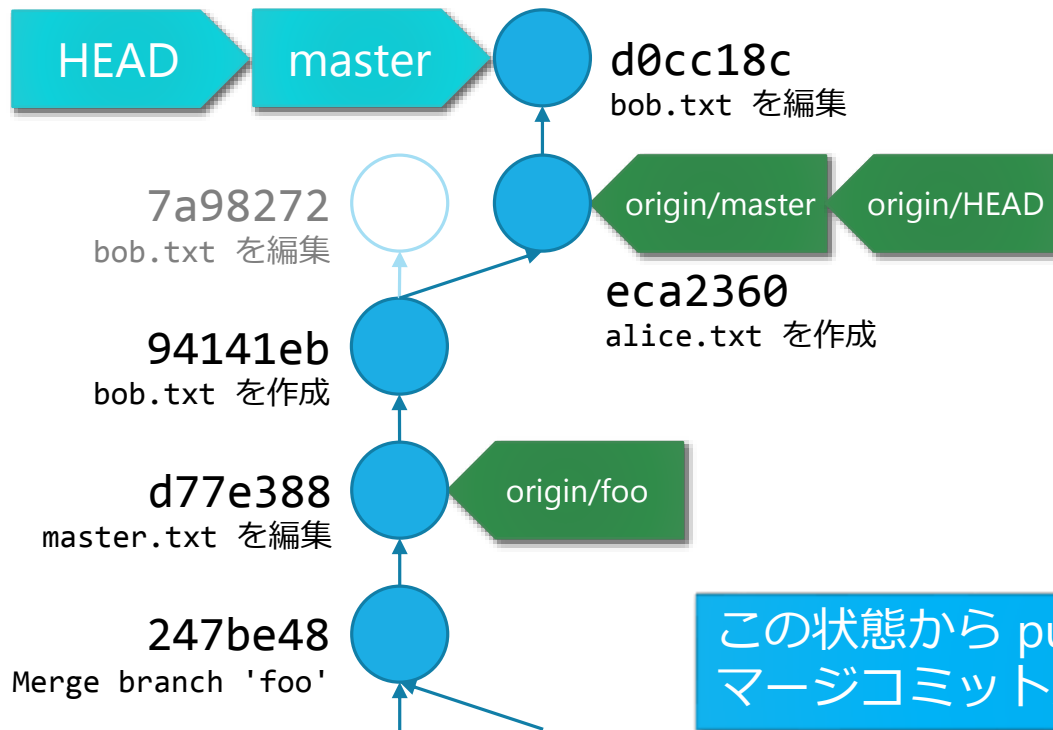 HEAD
master
d0cc18c
bob.txt を編集
7a98272
bob.txt を編集
origin/master
origin/HEAD
eca2360
alice.txt を作成
94141eb
bob.txt を作成
d77e388
master.txt を編集
origin/foo
247be48
Merge branch 'foo'
この状態から
マージコミット